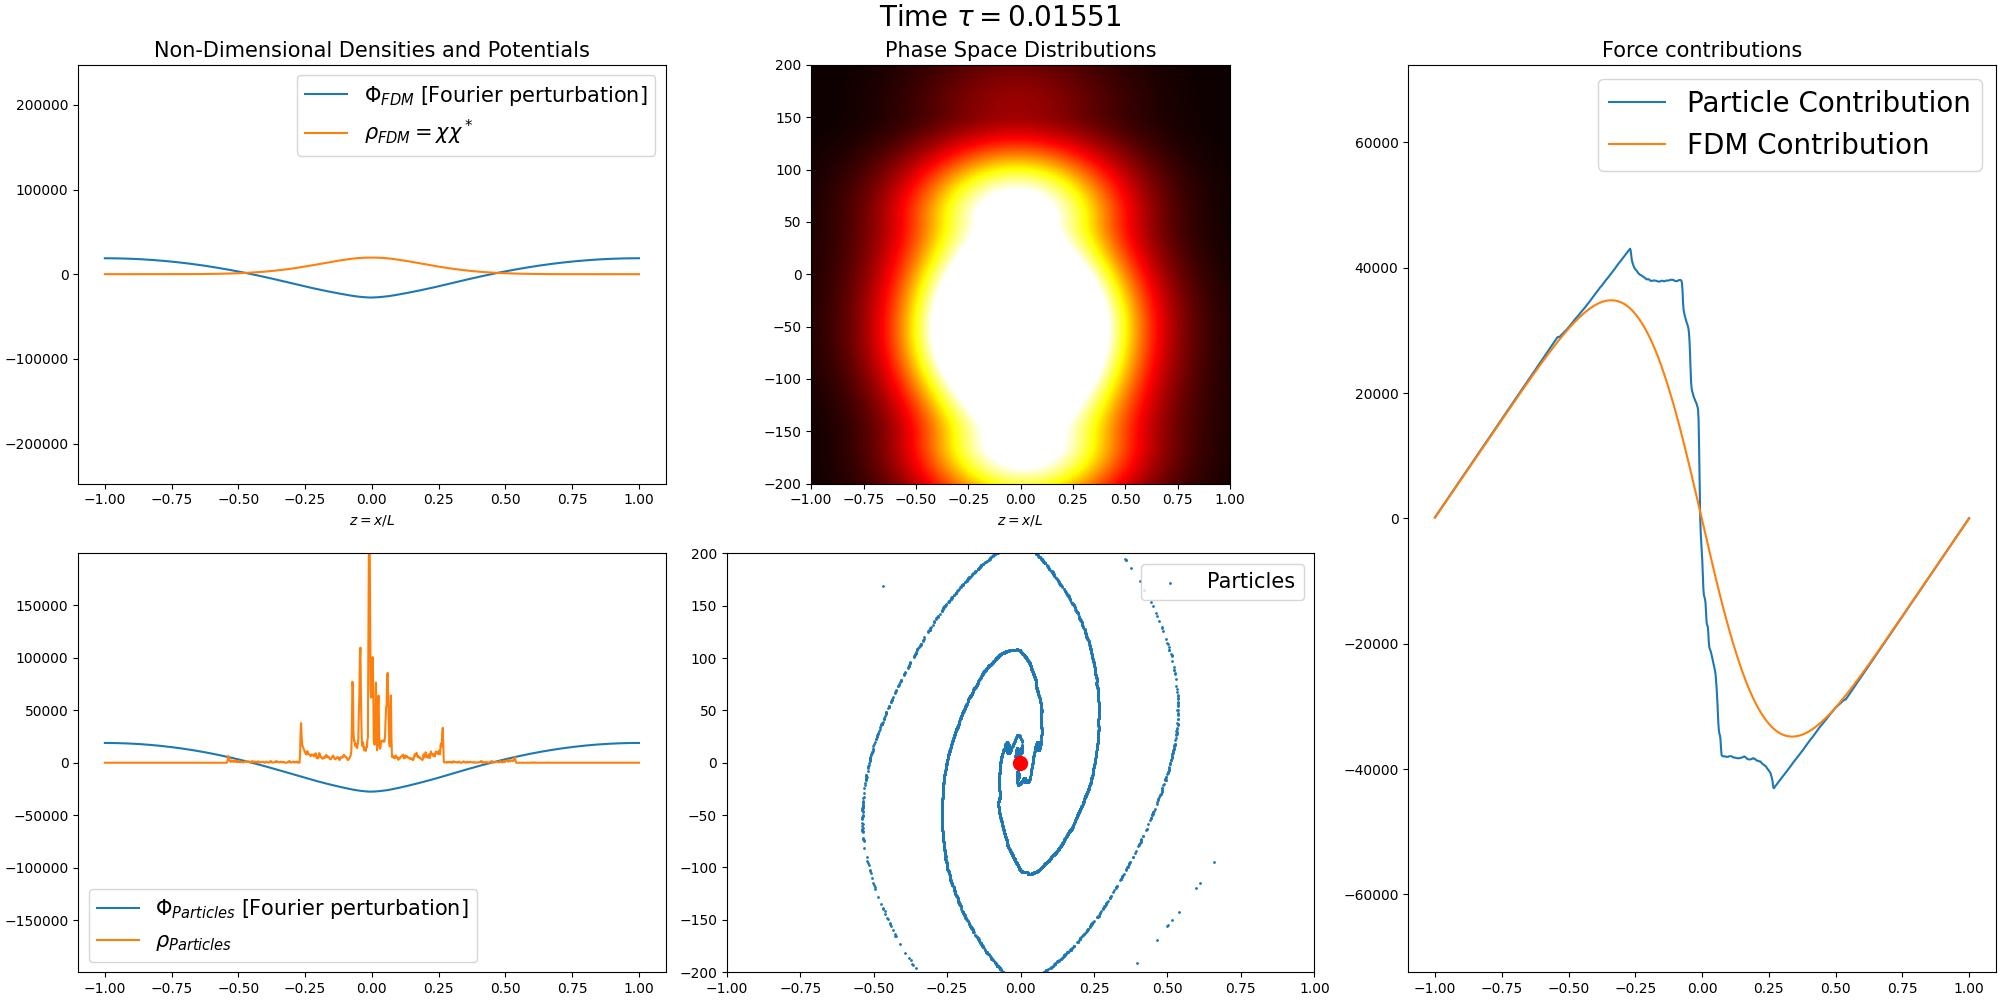 Time τ = 0.01551
Non-Dimensional Densities and Potentials
Φ_FDM [Fourier perturbation]
ρ_FDM = χχ*
200000
100000
0
−100000
−200000
−1.00 −0.75 −0.50 −0.25 0.00 0.25 0.50 0.75 1.00
z = x/L
Phase Space Distributions
200
150
100
50
0
−50
−100
−150
−200
−1.00 −0.75 −0.50 −0.25 0.00 0.25 0.50 0.75 1.00
z = x/L
Force contributions
Particle Contribution
FDM Contribution
60000
40000
20000
0
−20000
−40000
−60000
−1.00 −0.75 −0.50 −0.25 0.00 0.25 0.50 0.75 1.00
150000
100000
50000
0
−50000
−100000
−150000
Φ_Particles [Fourier perturbation]
ρ_Particles
−1.00 −0.75 −0.50 −0.25 0.00 0.25 0.50 0.75 1.00
Particles
200
150
100
50
0
−50
−100
−150
−200
−1.00 −0.75 −0.50 −0.25 0.00 0.25 0.50 0.75 1.00